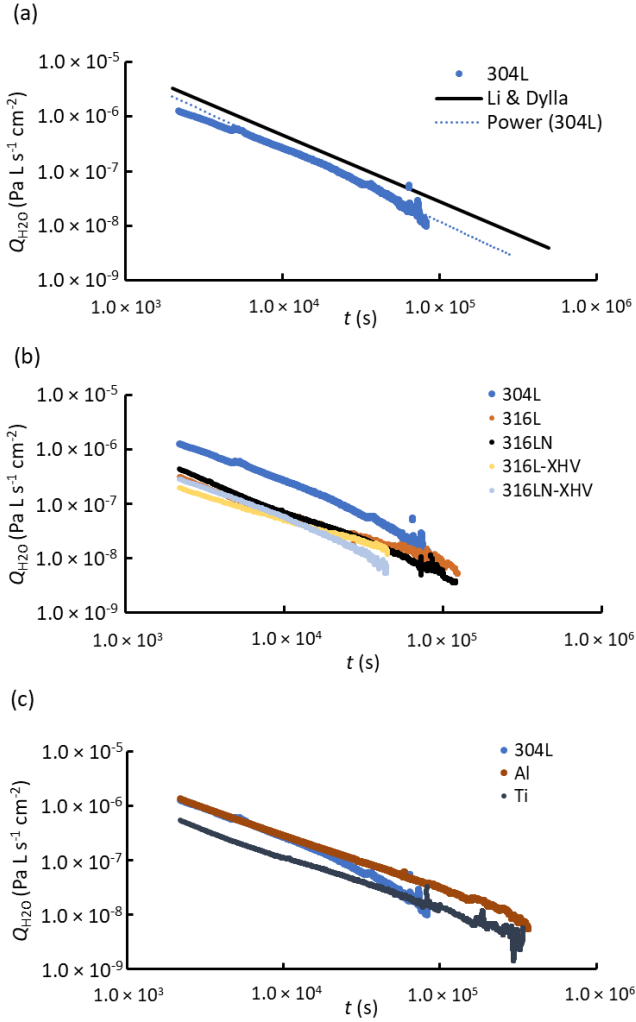 (a)
Q_H2O (Pa L s⁻¹ cm⁻²)
1.0 × 10⁻⁵
1.0 × 10⁻⁶
1.0 × 10⁻⁷
1.0 × 10⁻⁸
1.0 × 10⁻⁹
304L
Li & Dylla
Power (304L)
1.0 × 10³
1.0 × 10⁴
1.0 × 10⁵
1.0 × 10⁶
t (s)
(b)
Q_H2O (Pa L s⁻¹ cm⁻²)
1.0 × 10⁻⁵
1.0 × 10⁻⁶
1.0 × 10⁻⁷
1.0 × 10⁻⁸
1.0 × 10⁻⁹
304L
316L
316LN
316L-XHV
316LN-XHV
1.0 × 10³
1.0 × 10⁴
1.0 × 10⁵
1.0 × 10⁶
t (s)
(c)
Q_H2O (Pa L s⁻¹ cm⁻²)
1.0 × 10⁻⁵
1.0 × 10⁻⁶
1.0 × 10⁻⁷
1.0 × 10⁻⁸
1.0 × 10⁻⁹
304L
Al
Ti
1.0 × 10³
1.0 × 10⁴
1.0 × 10⁵
1.0 × 10⁶
t (s)